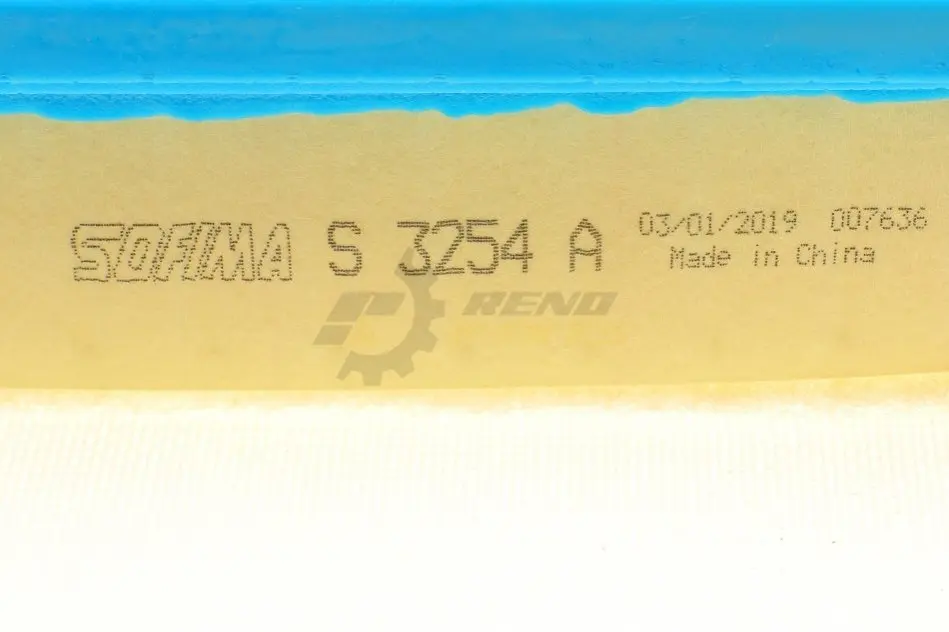 SOFIMA S 3254 A 03/01/2019 007636
Made in China
RENO